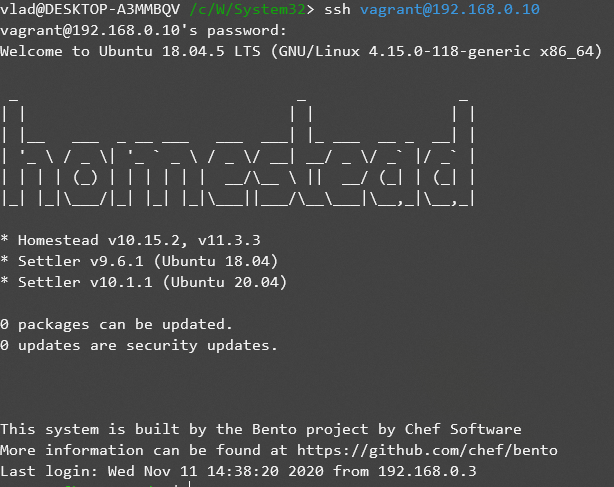 vlad@DESKTOP-A3MMBQV /c/W/System32> ssh vagrant@192.168.0.10
vagrant@192.168.0.10's password:
Welcome to Ubuntu 18.04.5 LTS (GNU/Linux 4.15.0-118-generic x86_64)
homestead
* Homestead v10.15.2, v11.3.3
* Settler v9.6.1 (Ubuntu 18.04)
* Settler v10.1.1 (Ubuntu 20.04)
0 packages can be updated.
0 updates are security updates.
This system is built by the Bento project by Chef Software
More information can be found at https://github.com/chef/bento
Last login: Wed Nov 11 14:38:20 2020 from 192.168.0.3